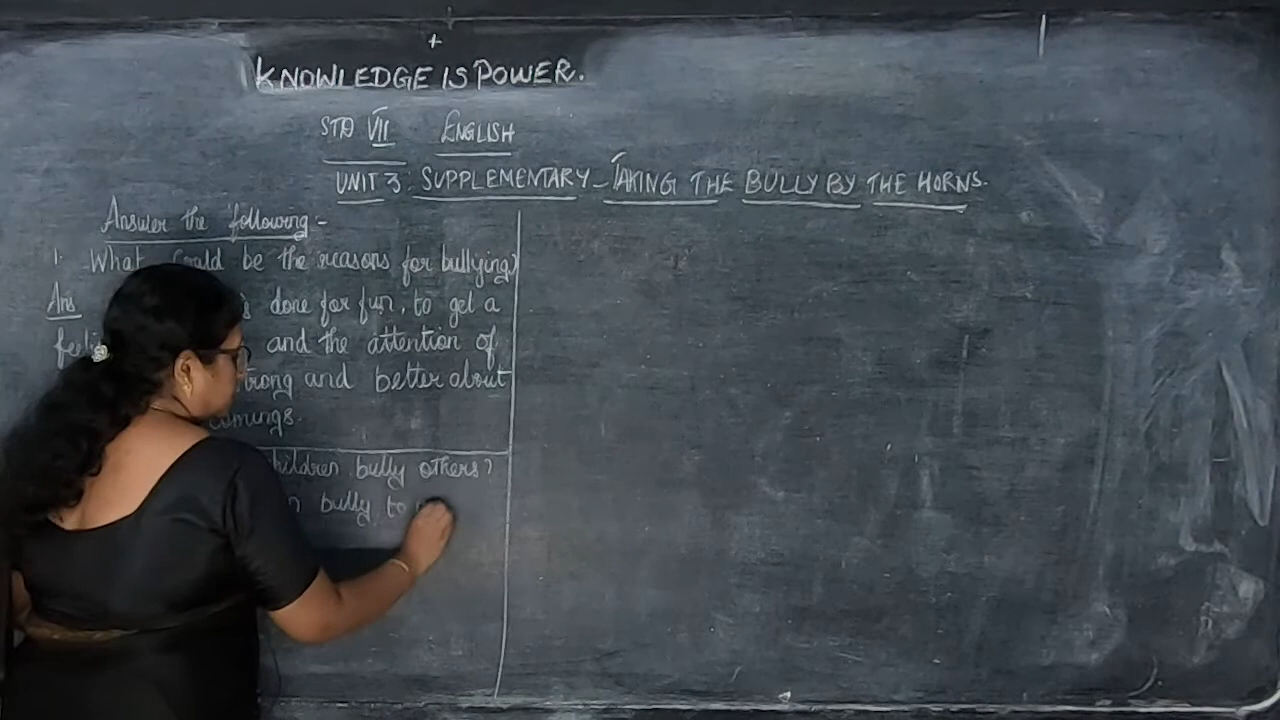 KNOWLEDGE IS POWER.
STD VII ENGLISH
UNIT 3: SUPPLEMENTARY - TAKING THE BULLY BY THE HORNS.
Answer the following :-
1. What could be the reasons for bullying?
Ans done for fun, to get a
and the attention of
and better about
children bully others?
bully to